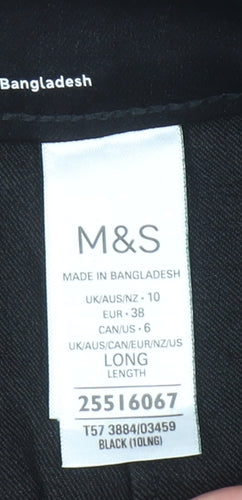 Bangladesh
M&S
MADE IN BANGLADESH
UK/AUS/NZ • 10
EUR • 38
CAN/US • 6
UK/AUS/CAN/EUR/NZ/US
LONG
LENGTH
25516067
T57 3884/03459
BLACK (10LNG)